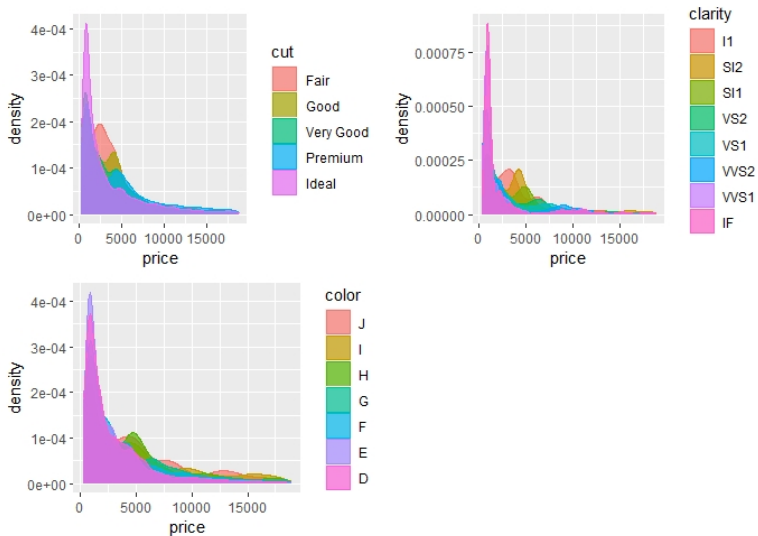 cut
4e-04
3e-04
2e-04
1e-04
0e+00
density
0 5000 10000 15000
price
Fair
Good
Very Good
Premium
Ideal
clarity
0.00075
0.00050
0.00025
0.00000
density
0 5000 10000 15000
price
I1
SI2
SI1
VS2
VS1
VVS2
VVS1
IF
color
4e-04
3e-04
2e-04
1e-04
0e+00
density
0 5000 10000 15000
price
J
I
H
G
F
E
D